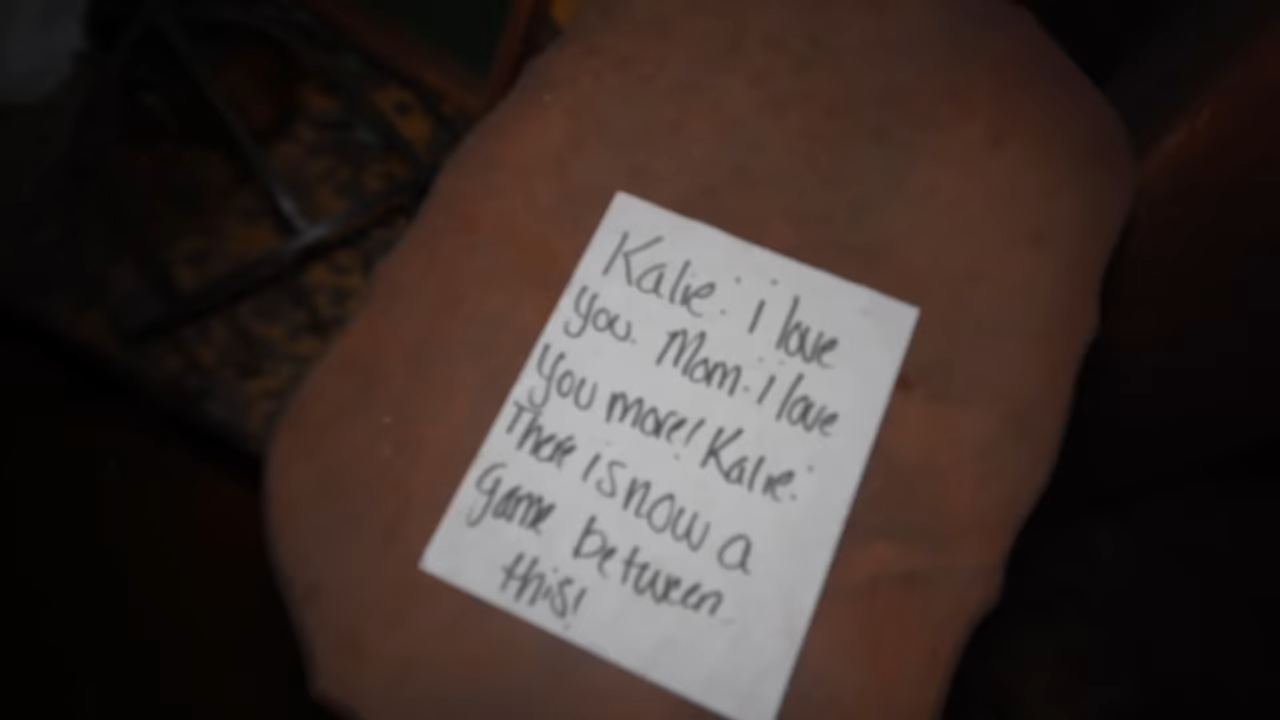 Kalie: i love
you. Mom: i love
you more! Kalie:
There is now a
game between
this!